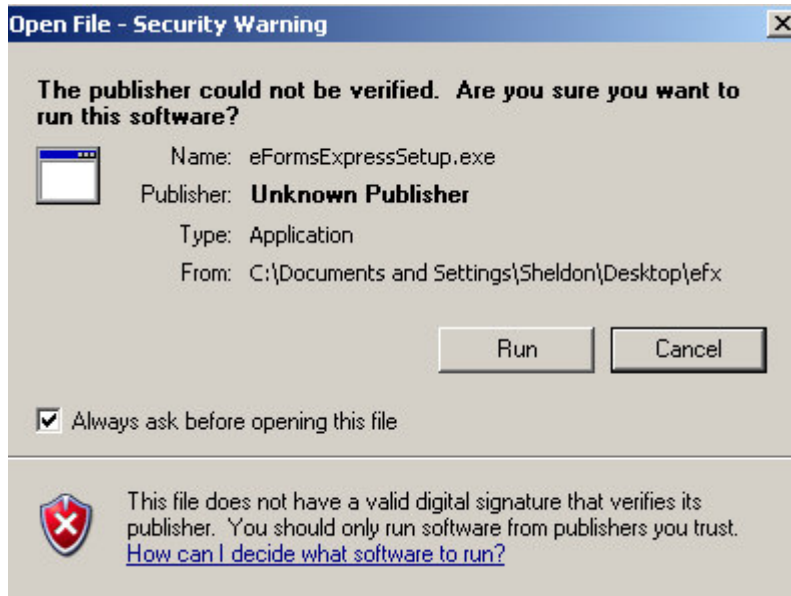 Open File - Security Warning
The publisher could not be verified.  Are you sure you want to
run this software?
Name: eFormsExpressSetup.exe
Publisher: Unknown Publisher
Type: Application
From: C:\Documents and Settings\Sheldon\Desktop\efx
Run Cancel
Always ask before opening this file
This file does not have a valid digital signature that verifies its
publisher.  You should only run software from publishers you trust.
How can I decide what software to run?